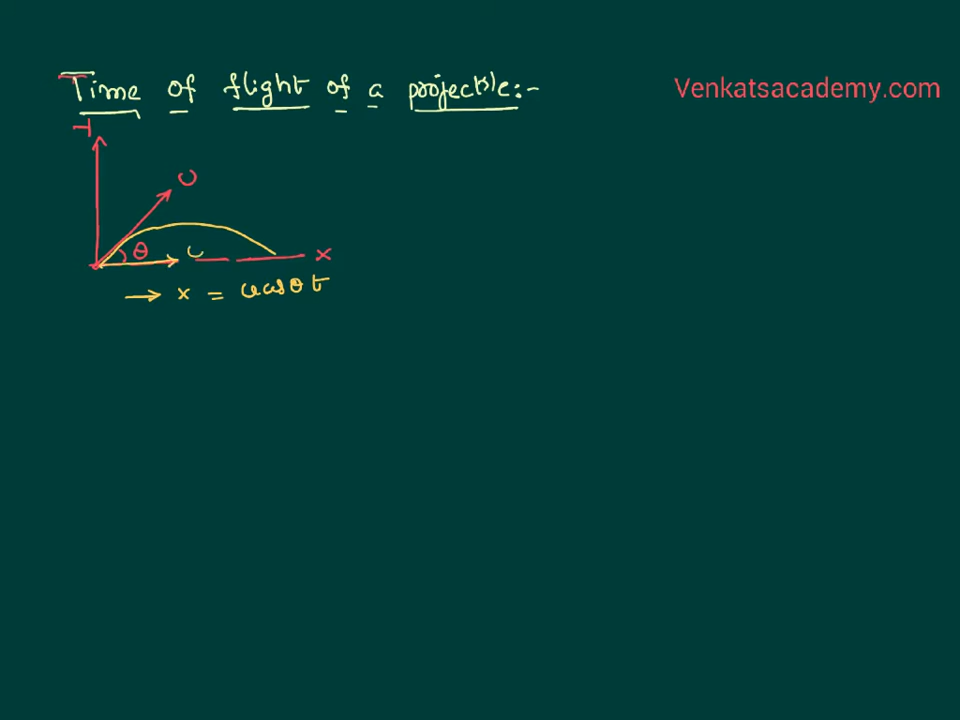 Time of flight of a projectile:-
Venkatsacademy.com
Y
U
θ
u
x
→ x = ucosθ t